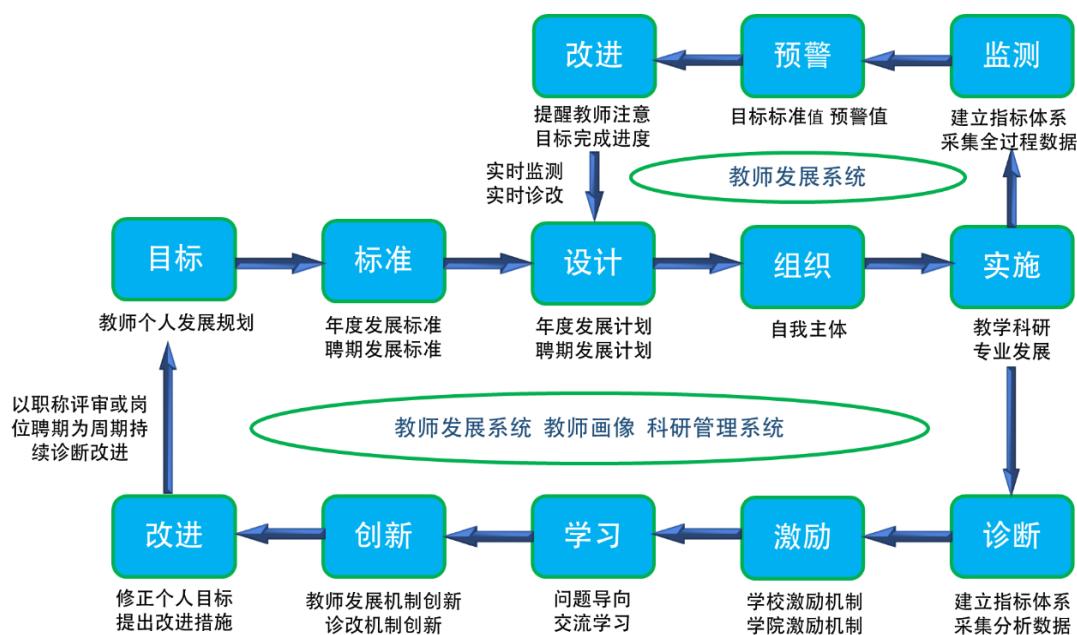 改进
预警
监测
提醒教师注意
目标完成进度
目标标准值 预警值
建立指标体系
采集全过程数据
实时监测
实时诊改
教师发展系统
目标
标准
设计
组织
实施
教师个人发展规划
年度发展标准
聘期发展标准
年度发展计划
聘期发展计划
自我主体
教学科研
专业发展
以职称评审或岗
位聘期为周期持
续诊断改进
教师发展系统 教师画像 科研管理系统
改进
创新
学习
激励
诊断
修正个人目标
提出改进措施
教师发展机制创新
诊改机制创新
问题导向
交流学习
学校激励机制
学院激励机制
建立指标体系
采集分析数据